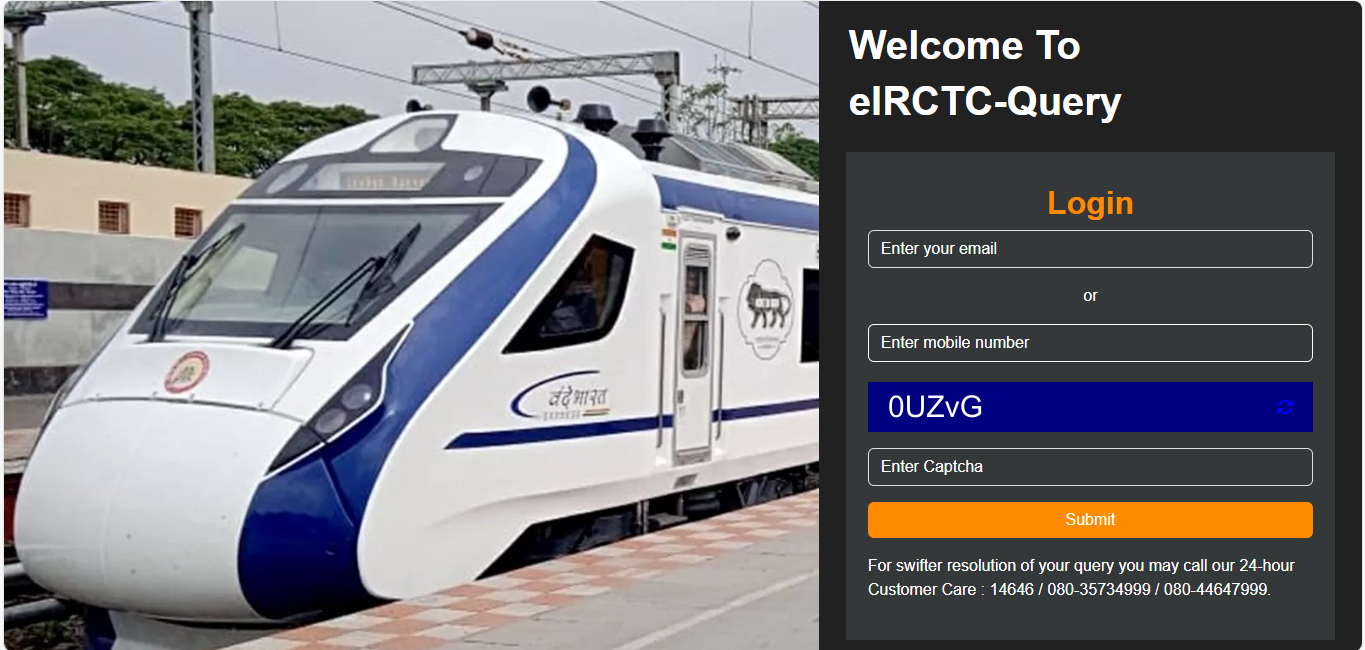 वंदे भारत
EXPRESS
Welcome To
eIRCTC-Query
Login
Enter your email
or
Enter mobile number
0UZvG
Enter Captcha
Submit
For swifter resolution of your query you may call our 24-hour
Customer Care : 14646 / 080-35734999 / 080-44647999.